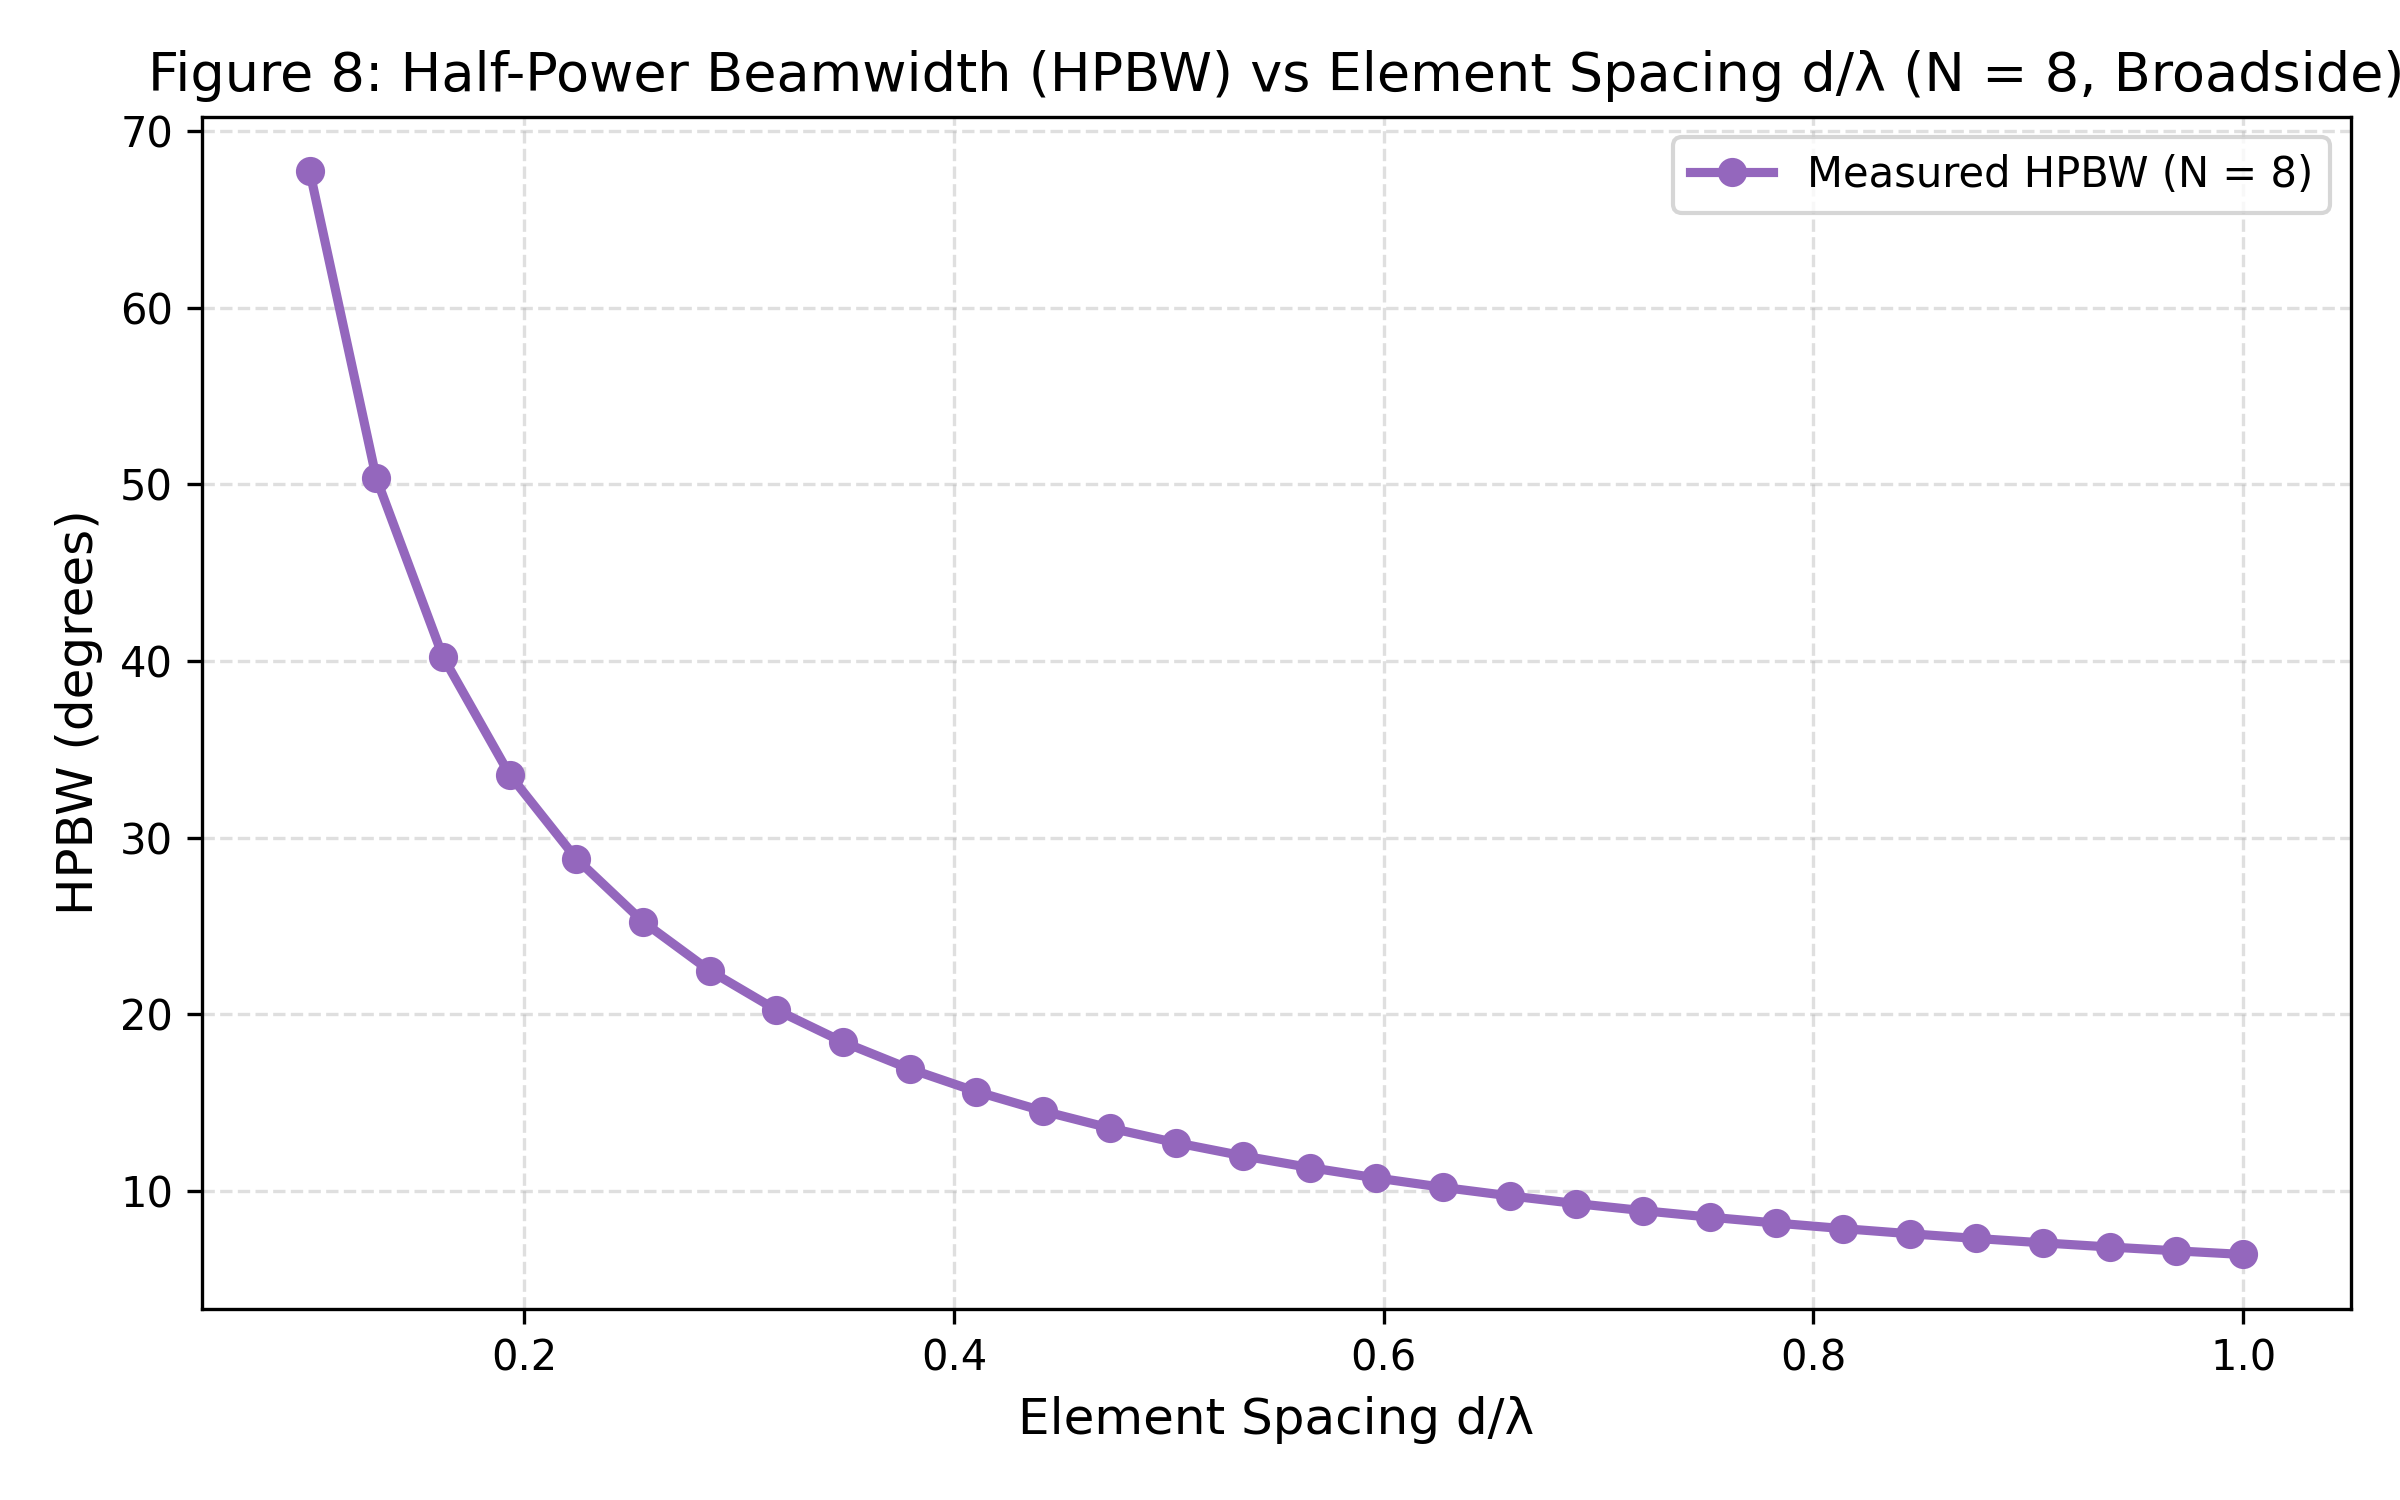 Figure 8: Half-Power Beamwidth (HPBW) vs Element Spacing d/λ (N = 8, Broadside)
Measured HPBW (N = 8)
HPBW (degrees)
70
60
50
40
30
20
10
0.2 0.4 0.6 0.8 1.0
Element Spacing d/λ